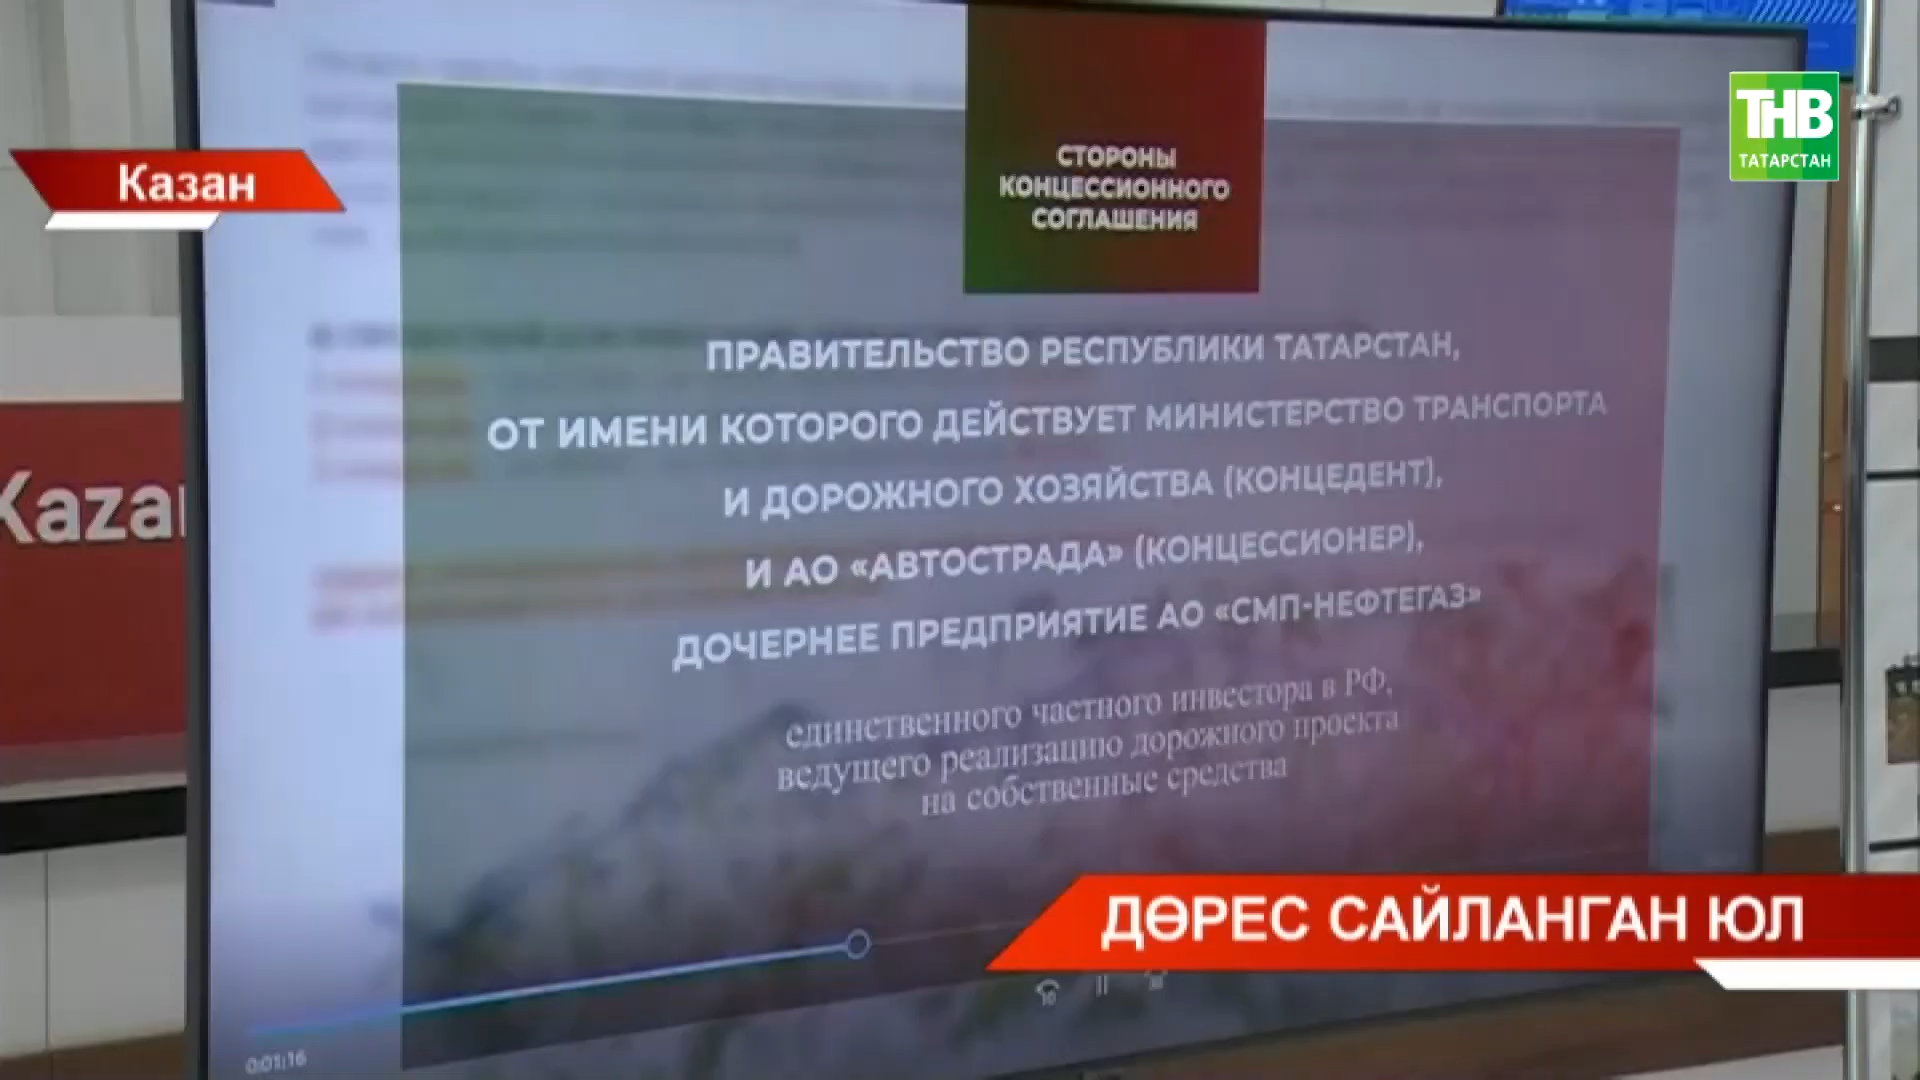 ТНВ
ТАТАРСТАН
Казан
СТОРОНЫ
КОНЦЕССИОННОГО
СОГЛАШЕНИЯ
ПРАВИТЕЛЬСТВО РЕСПУБЛИКИ ТАТАРСТАН,
ОТ ИМЕНИ КОТОРОГО ДЕЙСТВУЕТ МИНИСТЕРСТВО ТРАНСПОРТА
И ДОРОЖНОГО ХОЗЯЙСТВА (КОНЦЕДЕНТ),
И АО «АВТОСТРАДА» (КОНЦЕССИОНЕР),
ДОЧЕРНЕЕ ПРЕДПРИЯТИЕ АО «СМП-НЕФТЕГАЗ»
единственного частного инвестора в РФ,
ведущего реализацию дорожного проекта
на собственные средства
Kazan
ДӨРЕС САЙЛАНГАН ЮЛ
10
30
0:01:16